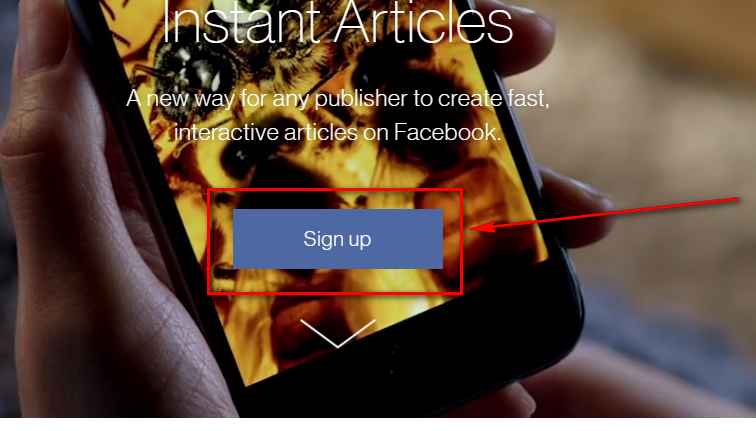 Instant Articles
A new way for any publisher to create fast,
interactive articles on Facebook.
Sign up